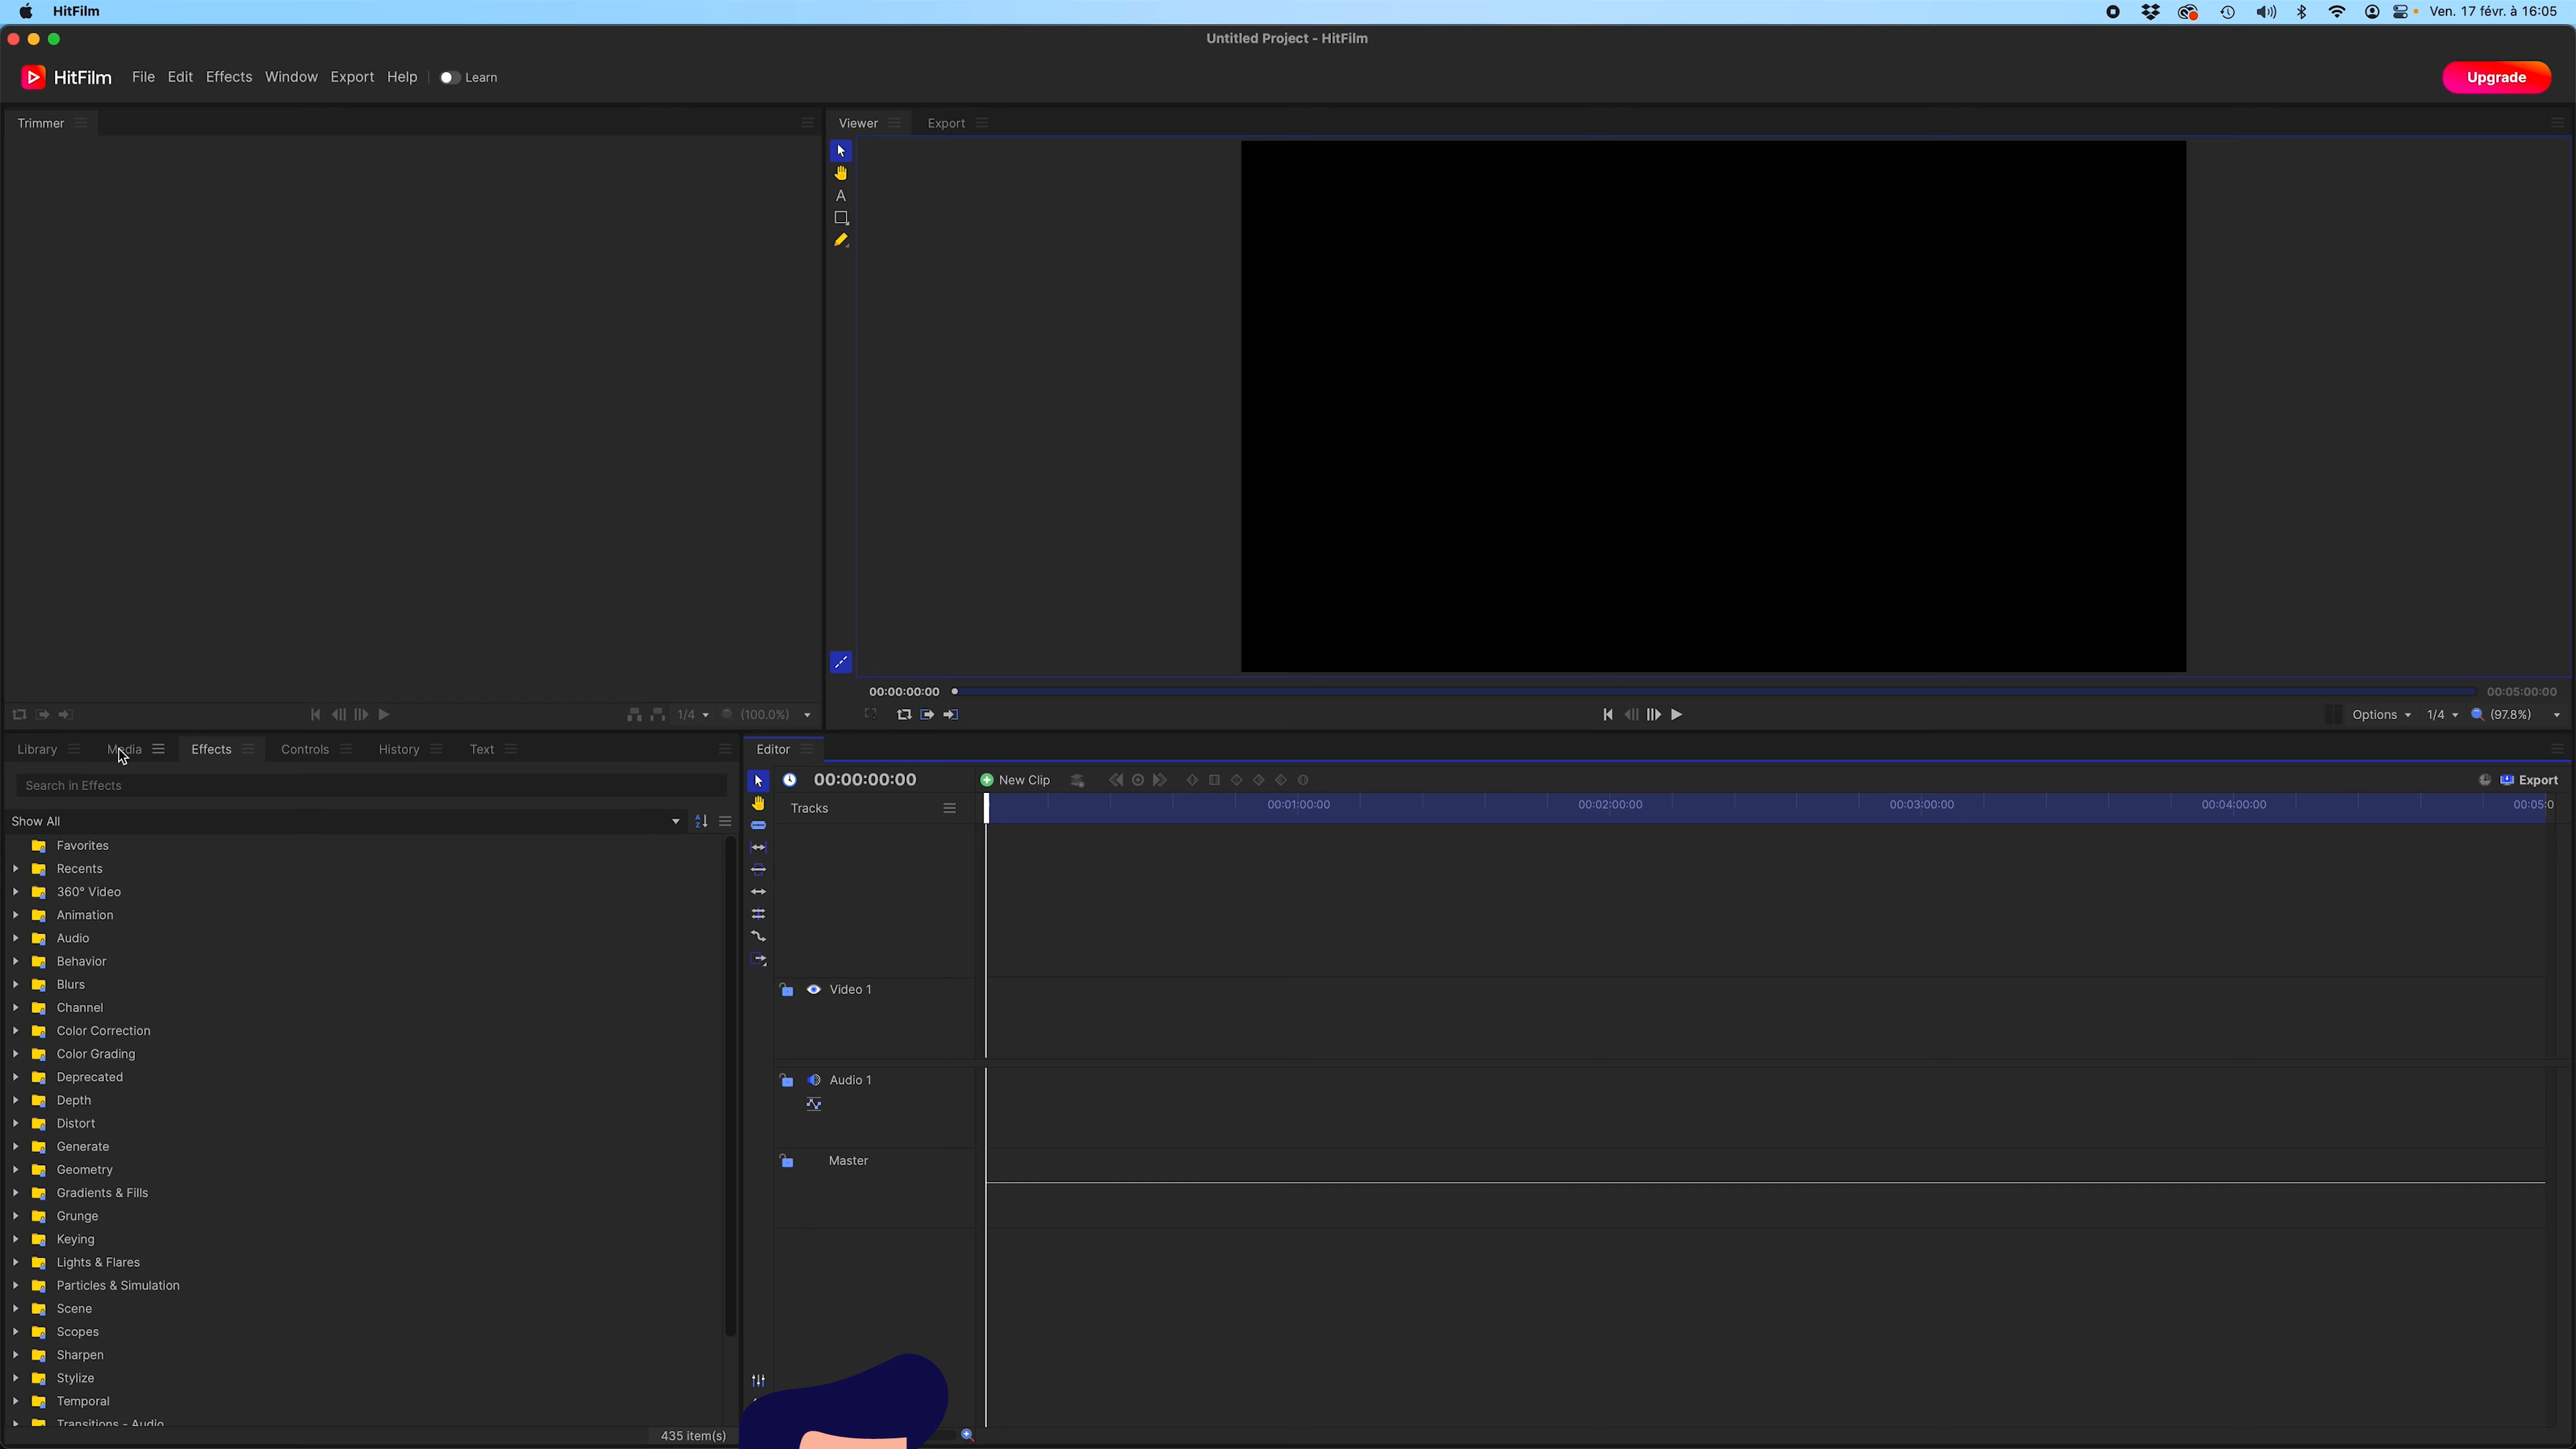 HitFilm
Ven. 17 févr. à 16:05
Untitled Project - HitFilm
HitFilm File Edit Effects Window Export Help Learn
Upgrade
Trimmer
Viewer Export
A
00:00:00:00
00:05:00:00
1/4 (100.0%)
Options 1/4 (97.8%)
Library Media Effects Controls History Text
Editor
Search in Effects
00:00:00:00 New Clip
Export
Show All
Tracks
00:01:00:00 00:02:00:00 00:03:00:00 00:04:00:00 00:05:0
Favorites
Recents
360° Video
Animation
Audio
Behavior
Blurs
Channel
Color Correction
Color Grading
Deprecated
Depth
Distort
Generate
Geometry
Gradients & Fills
Grunge
Keying
Lights & Flares
Particles & Simulation
Scene
Scopes
Sharpen
Stylize
Temporal
Transitions - Audio
435 item(s)
Video 1
Audio 1
Master